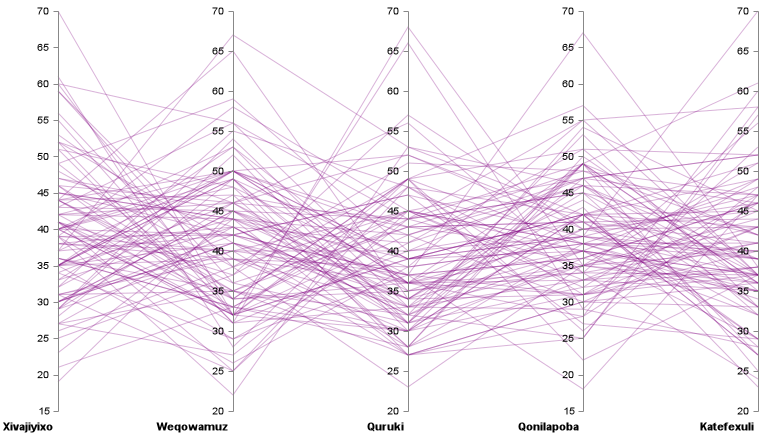 70 70 70 70 70
65 65 65 65 65
60 60 60 60 60
55 55 55 55 55
50 50 50 50 50
45 45 45 45 45
40 40 40 40 40
35 35 35 35 35
30 30 30 30 30
25 25 25 25 25
20 20 20 20 20
15 15
Xivajiyixo Weqowamuz Quruki Qonilapoba Katefexuli